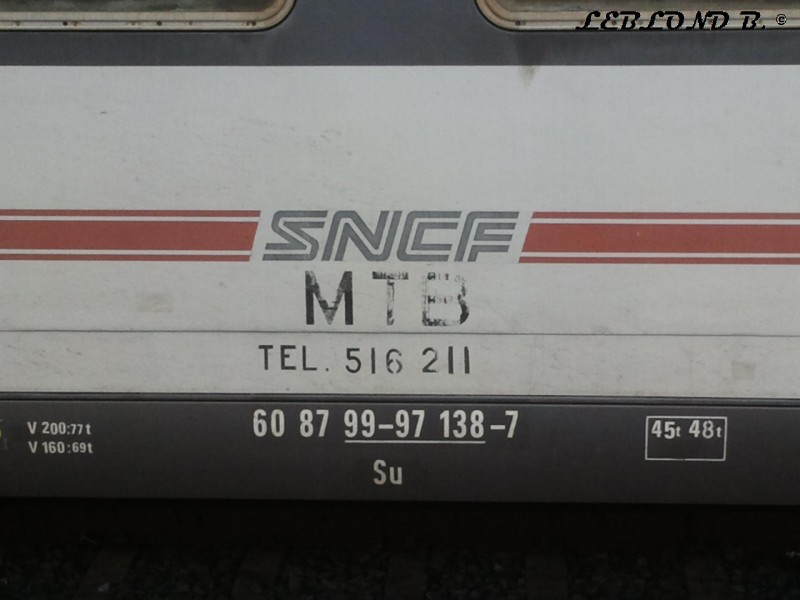 LEBLOND B. ©
SNCF
MTB
TEL. 516 211
60 87 99-97 138-7
V 200:77t
V 160:69t
45t 48t
Su